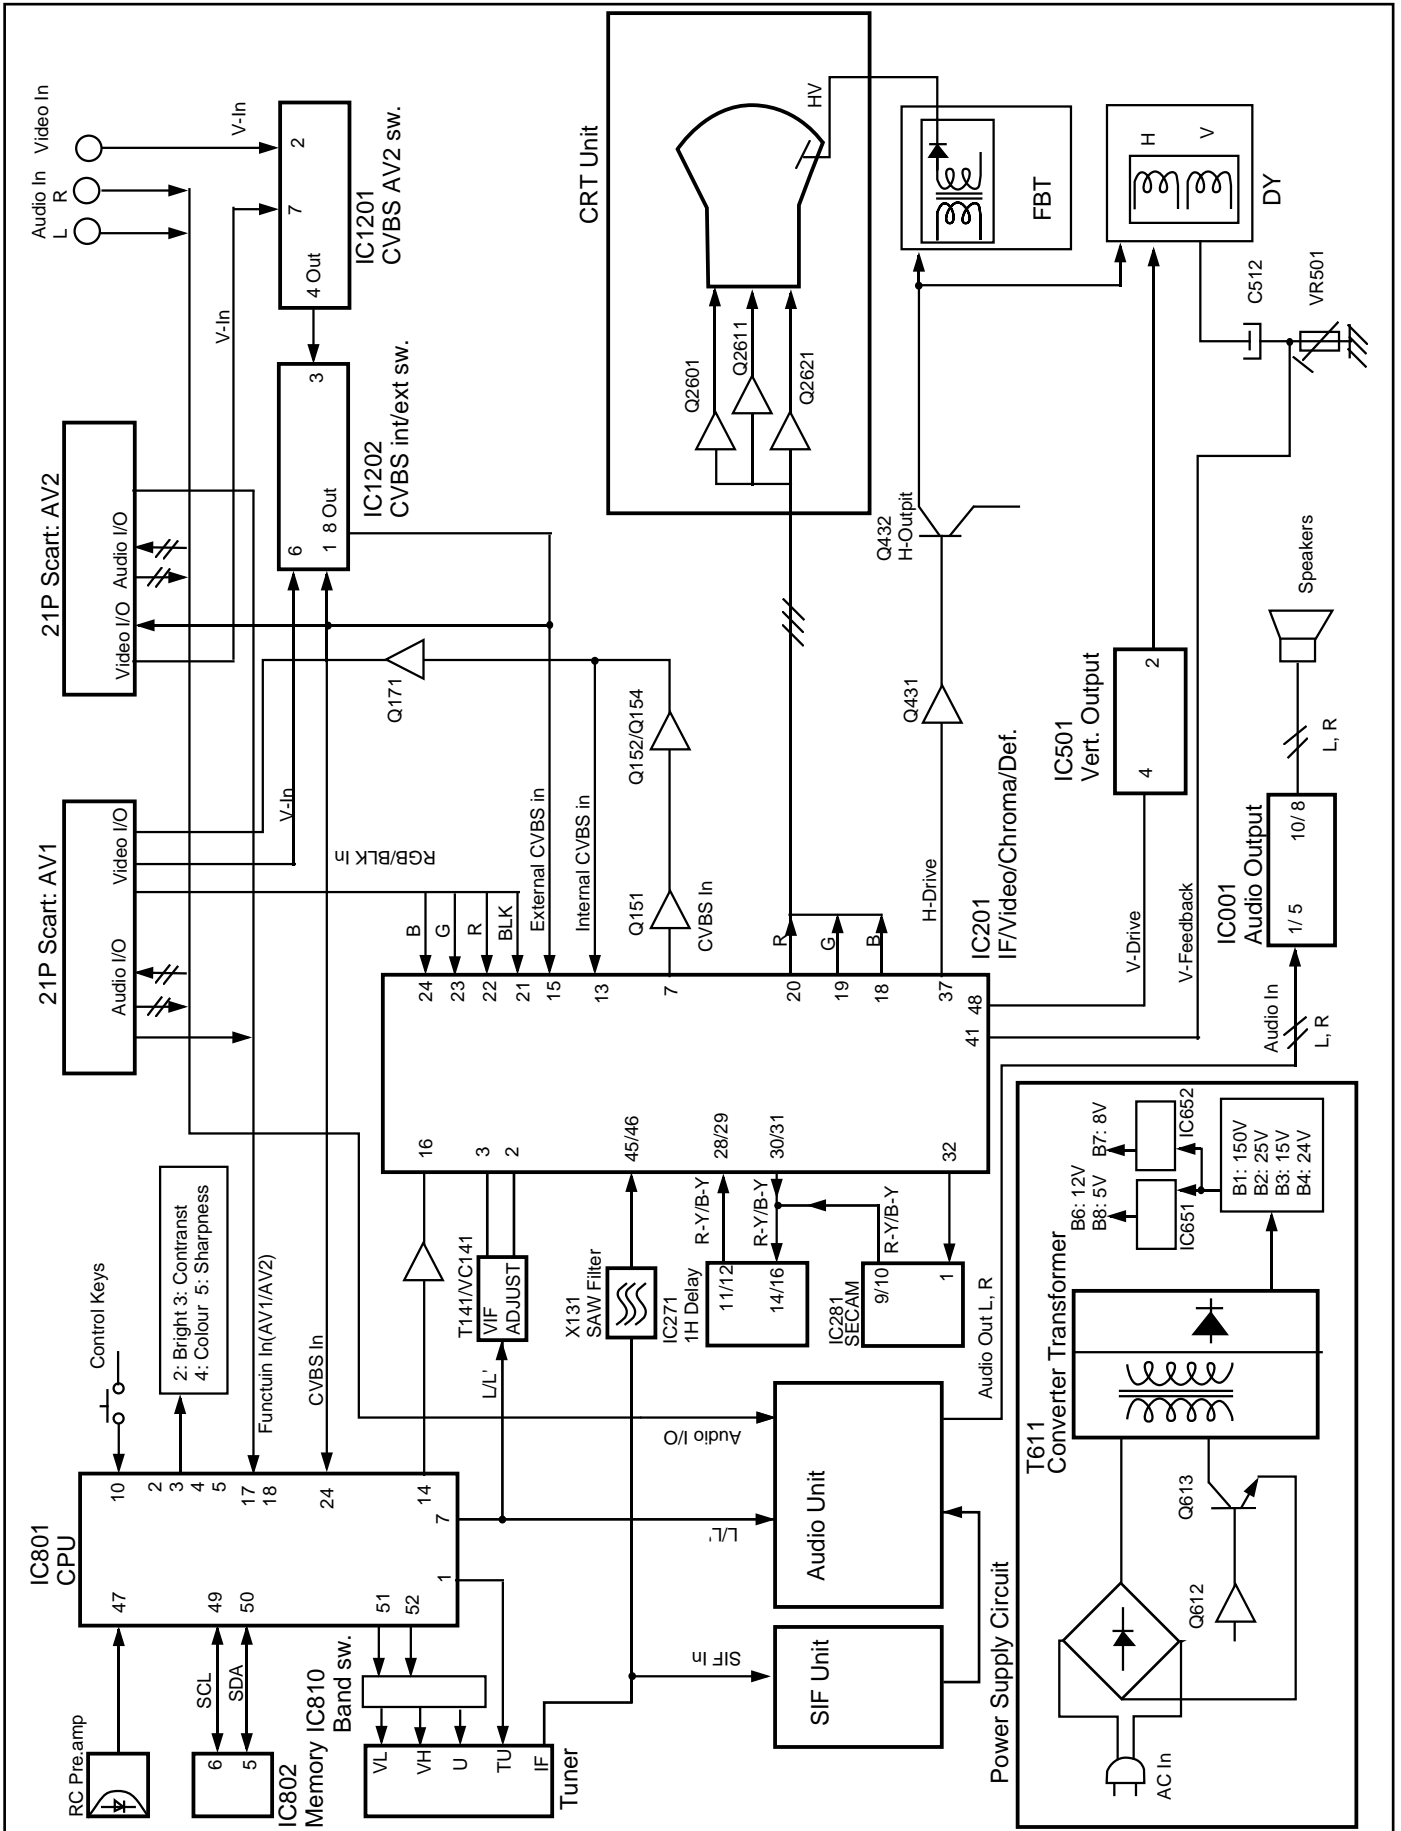 RC Pre.amp
IC801
CPU
47
49
50
51
52
10
2
3
4
5
17
18
24
14
7
1
SCL
SDA
6
5
IC802
Memory
IC810
Band sw.
VL
VH
U
TU
IF
Tuner
Control Keys
2: Bright 3: Contranst
4: Colour 5: Sharpness
Functuin In(AV1/AV2)
CVBS In
T141/VC141
VIF
ADJUST
L/L'
X131
SAW Filter
IC271
1H Delay
11/12
14/16
IC281
SECAM
9/10
1
R-Y/B-Y
R-Y/B-Y
R-Y/B-Y
Audio I/O
L/L'
SIF In
SIF Unit
Audio Unit
Audio Out L, R
21P Scart: AV1
Audio I/O
Video I/O
21P Scart: AV2
Video I/O
Audio I/O
V-In
RGB/BLK In
B
G
R
BLK
External CVBS in
Internal CVBS in
Q151
CVBS In
Q152/Q154
Q171
16
3
2
45/46
28/29
30/31
32
24
23
22
21
15
13
7
20
19
18
37
48
41
IC201
IF/Video/Chroma/Def.
R
G
B
H-Drive
V-Drive
V-Feedback
Audio In
L
R
Video In
V-In
V-In
2
7
4 Out
IC1201
CVBS AV2 sw.
3
6
1
8 Out
IC1202
CVBS int/ext sw.
CRT Unit
Q2601
Q2611
Q2621
HV
FBT
H
V
DY
Q431
Q432
H-Outpit
C512
VR501
IC501
Vert. Output
4
2
IC001
Audio Output
1/ 5
10/ 8
Audio In
L, R
L, R
Speakers
Power Supply Circuit
AC In
Q612
Q613
T611
Converter Transformer
B6: 12V
B8: 5V
B7: 8V
IC651
IC652
B1: 150V
B2: 25V
B3: 15V
B4: 24V